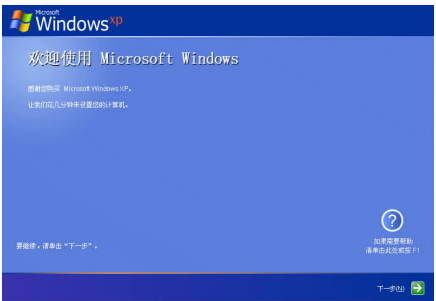 Microsoft
Windows xp
欢迎使用 Microsoft Windows
感谢您购买 Microsoft Windows XP。
让我们花几分钟来设置您的计算机。
要继续，请单击“下一步”。
如果需要帮助
请单击此处或按 F1
下一步(N)